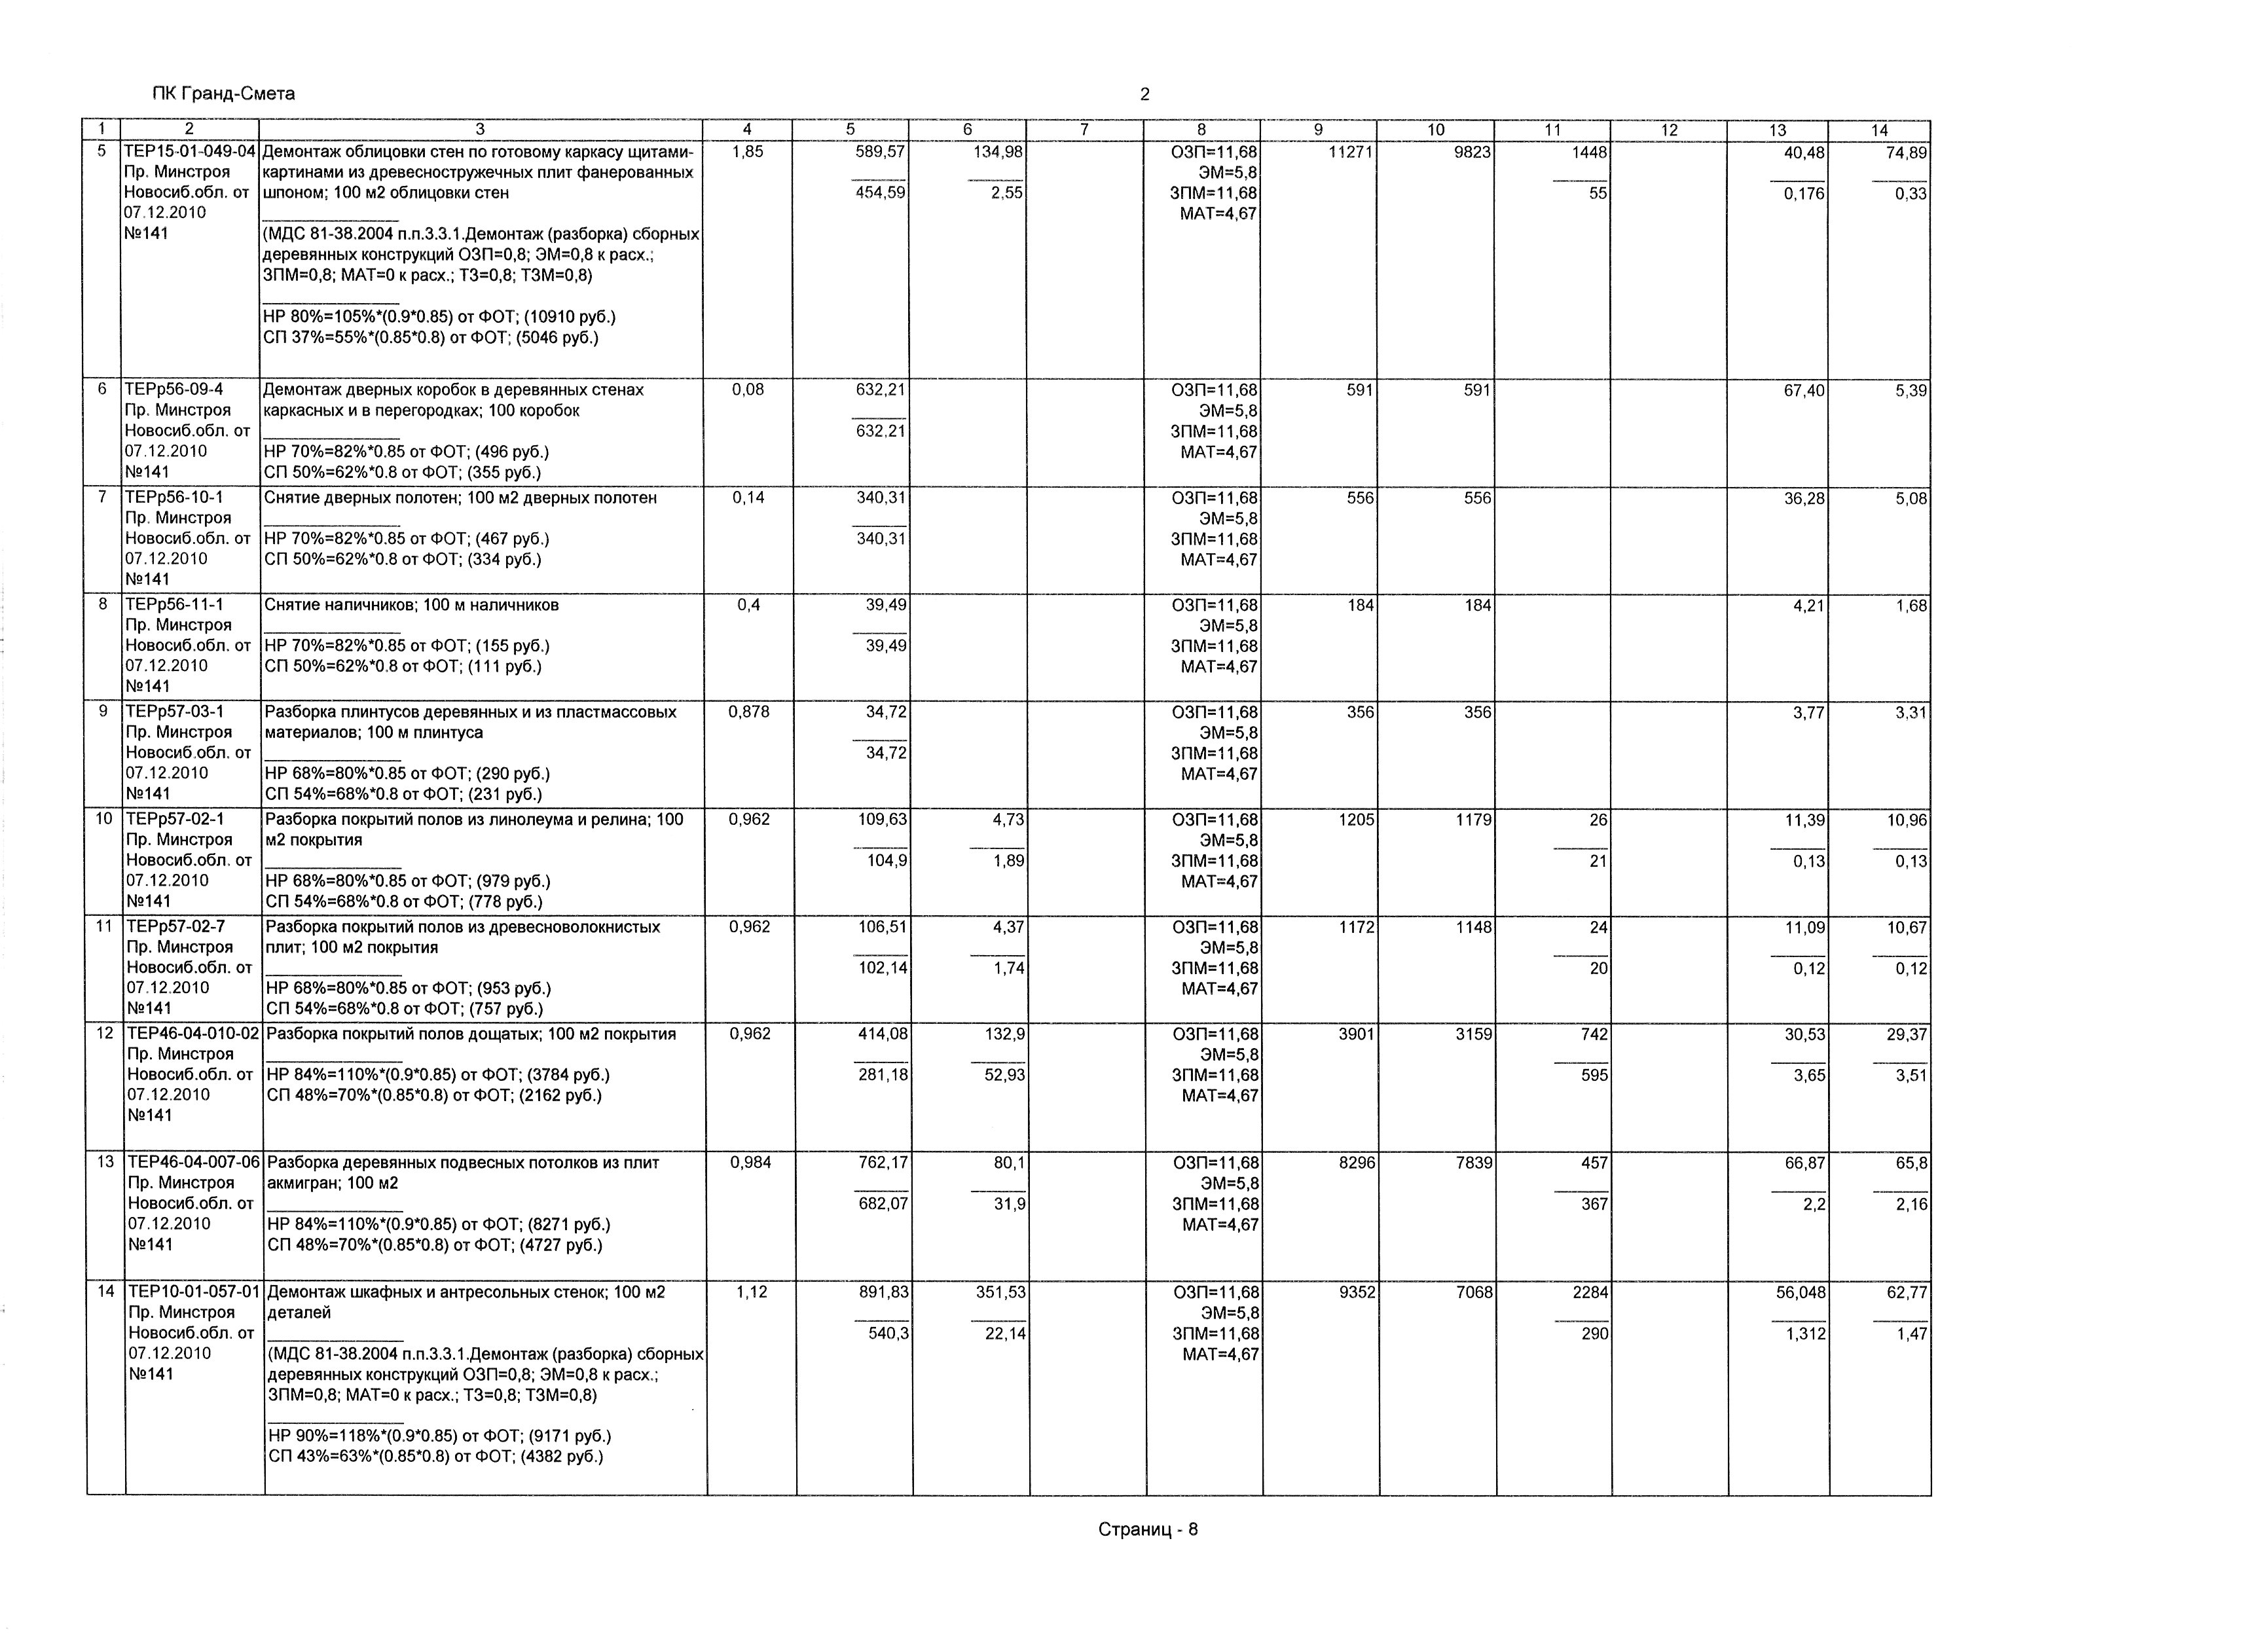 ПК Гранд-Смета
2
1 2 3 4 5 6 7 8 9 10 11 12 13 14
5 ТЕР15-01-049-04 Демонтаж облицовки стен по готовому каркасу щитами- 1,85 589,57 134,98 ОЗП=11,68 11271 9823 1448 40,48 74,89
Пр. Минстроя картинами из древесностружечных плит фанерованных ЭМ=5,8
Новосиб.обл. от шпоном; 100 м2 облицовки стен 454,59 2,55 ЗПМ=11,68 55 0,176 0,33
07.12.2010 МАТ=4,67
№141 (МДС 81-38.2004 п.п.3.3.1.Демонтаж (разборка) сборных
деревянных конструкций ОЗП=0,8; ЭМ=0,8 к расх.;
ЗПМ=0,8; МАТ=0 к расх.; ТЗ=0,8; ТЗМ=0,8)
НР 80%=105%*(0.9*0.85) от ФОТ; (10910 руб.)
СП 37%=55%*(0.85*0.8) от ФОТ; (5046 руб.)
6 ТЕРр56-09-4 Демонтаж дверных коробок в деревянных стенах 0,08 632,21 ОЗП=11,68 591 591 67,40 5,39
Пр. Минстроя каркасных и в перегородках; 100 коробок ЭМ=5,8
Новосиб.обл. от 632,21 ЗПМ=11,68
07.12.2010 НР 70%=82%*0.85 от ФОТ; (496 руб.) МАТ=4,67
№141 СП 50%=62%*0.8 от ФОТ; (355 руб.)
7 ТЕРр56-10-1 Снятие дверных полотен; 100 м2 дверных полотен 0,14 340,31 ОЗП=11,68 556 556 36,28 5,08
Пр. Минстроя ЭМ=5,8
Новосиб.обл. от НР 70%=82%*0.85 от ФОТ; (467 руб.) 340,31 ЗПМ=11,68
07.12.2010 СП 50%=62%*0.8 от ФОТ; (334 руб.) МАТ=4,67
№141
8 ТЕРр56-11-1 Снятие наличников; 100 м наличников 0,4 39,49 ОЗП=11,68 184 184 4,21 1,68
Пр. Минстроя ЭМ=5,8
Новосиб.обл. от НР 70%=82%*0.85 от ФОТ; (155 руб.) 39,49 ЗПМ=11,68
07.12.2010 СП 50%=62%*0.8 от ФОТ; (111 руб.) МАТ=4,67
№141
9 ТЕРр57-03-1 Разборка плинтусов деревянных и из пластмассовых 0,878 34,72 ОЗП=11,68 356 356 3,77 3,31
Пр. Минстроя материалов; 100 м плинтуса ЭМ=5,8
Новосиб.обл. от 34,72 ЗПМ=11,68
07.12.2010 НР 68%=80%*0.85 от ФОТ; (290 руб.) МАТ=4,67
№141 СП 54%=68%*0.8 от ФОТ; (231 руб.)
10 ТЕРр57-02-1 Разборка покрытий полов из линолеума и релина; 100 0,962 109,63 4,73 ОЗП=11,68 1205 1179 26 11,39 10,96
Пр. Минстроя м2 покрытия ЭМ=5,8
Новосиб.обл. от 104,9 1,89 ЗПМ=11,68 21 0,13 0,13
07.12.2010 НР 68%=80%*0.85 от ФОТ; (979 руб.) МАТ=4,67
№141 СП 54%=68%*0.8 от ФОТ; (778 руб.)
11 ТЕРр57-02-7 Разборка покрытий полов из древесноволокнистых 0,962 106,51 4,37 ОЗП=11,68 1172 1148 24 11,09 10,67
Пр. Минстроя плит; 100 м2 покрытия ЭМ=5,8
Новосиб.обл. от 102,14 1,74 ЗПМ=11,68 20 0,12 0,12
07.12.2010 НР 68%=80%*0.85 от ФОТ; (953 руб.) МАТ=4,67
№141 СП 54%=68%*0.8 от ФОТ; (757 руб.)
12 ТЕР46-04-010-02 Разборка покрытий полов дощатых; 100 м2 покрытия 0,962 414,08 132,9 ОЗП=11,68 3901 3159 742 30,53 29,37
Пр. Минстроя ЭМ=5,8
Новосиб.обл. от НР 84%=110%*(0.9*0.85) от ФОТ; (3784 руб.) 281,18 52,93 ЗПМ=11,68 595 3,65 3,51
07.12.2010 СП 48%=70%*(0.85*0.8) от ФОТ; (2162 руб.) МАТ=4,67
№141
13 ТЕР46-04-007-06 Разборка деревянных подвесных потолков из плит 0,984 762,17 80,1 ОЗП=11,68 8296 7839 457 66,87 65,8
Пр. Минстроя акмигран; 100 м2 ЭМ=5,8
Новосиб.обл. от 682,07 31,9 ЗПМ=11,68 367 2,2 2,16
07.12.2010 НР 84%=110%*(0.9*0.85) от ФОТ; (8271 руб.) МАТ=4,67
№141 СП 48%=70%*(0.85*0.8) от ФОТ; (4727 руб.)
14 ТЕР10-01-057-01 Демонтаж шкафных и антресольных стенок; 100 м2 1,12 891,83 351,53 ОЗП=11,68 9352 7068 2284 56,048 62,77
Пр. Минстроя деталей ЭМ=5,8
Новосиб.обл. от 540,3 22,14 ЗПМ=11,68 290 1,312 1,47
07.12.2010 (МДС 81-38.2004 п.п.3.3.1.Демонтаж (разборка) сборных МАТ=4,67
№141 деревянных конструкций ОЗП=0,8; ЭМ=0,8 к расх.;
ЗПМ=0,8; МАТ=0 к расх.; ТЗ=0,8; ТЗМ=0,8)
НР 90%=118%*(0.9*0.85) от ФОТ; (9171 руб.)
СП 43%=63%*(0.85*0.8) от ФОТ; (4382 руб.)
Страниц - 8